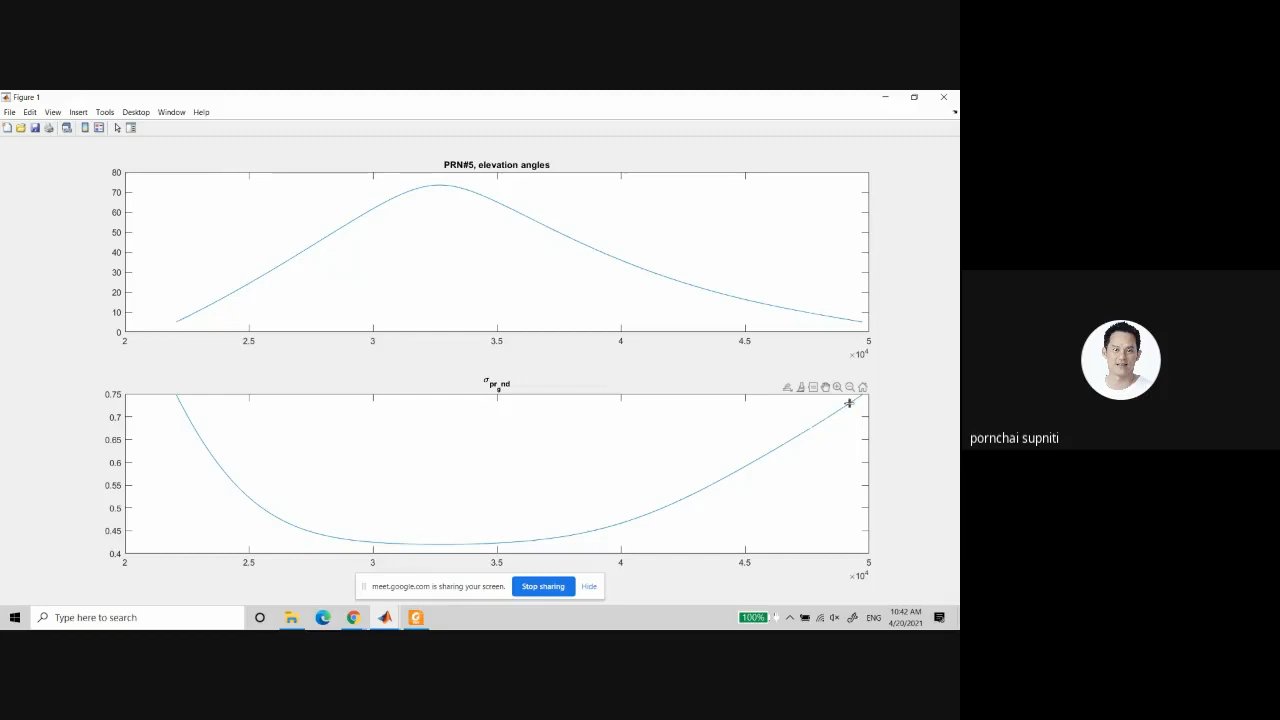 Figure 1
File Edit View Insert Tools Desktop Window Help
PRN#5, elevation angles
80
70
60
50
40
30
20
10
0
2 2.5 3 3.5 4 4.5 5
×10⁴
σpr_gnd
0.75
0.7
0.65
0.6
0.55
0.5
0.45
0.4
2 2.5 3 3.5 4 4.5 5
×10⁴
meet.google.com is sharing your screen. Stop sharing Hide
Type here to search
100% ENG 10:42 AM
4/20/2021
pornchai supniti